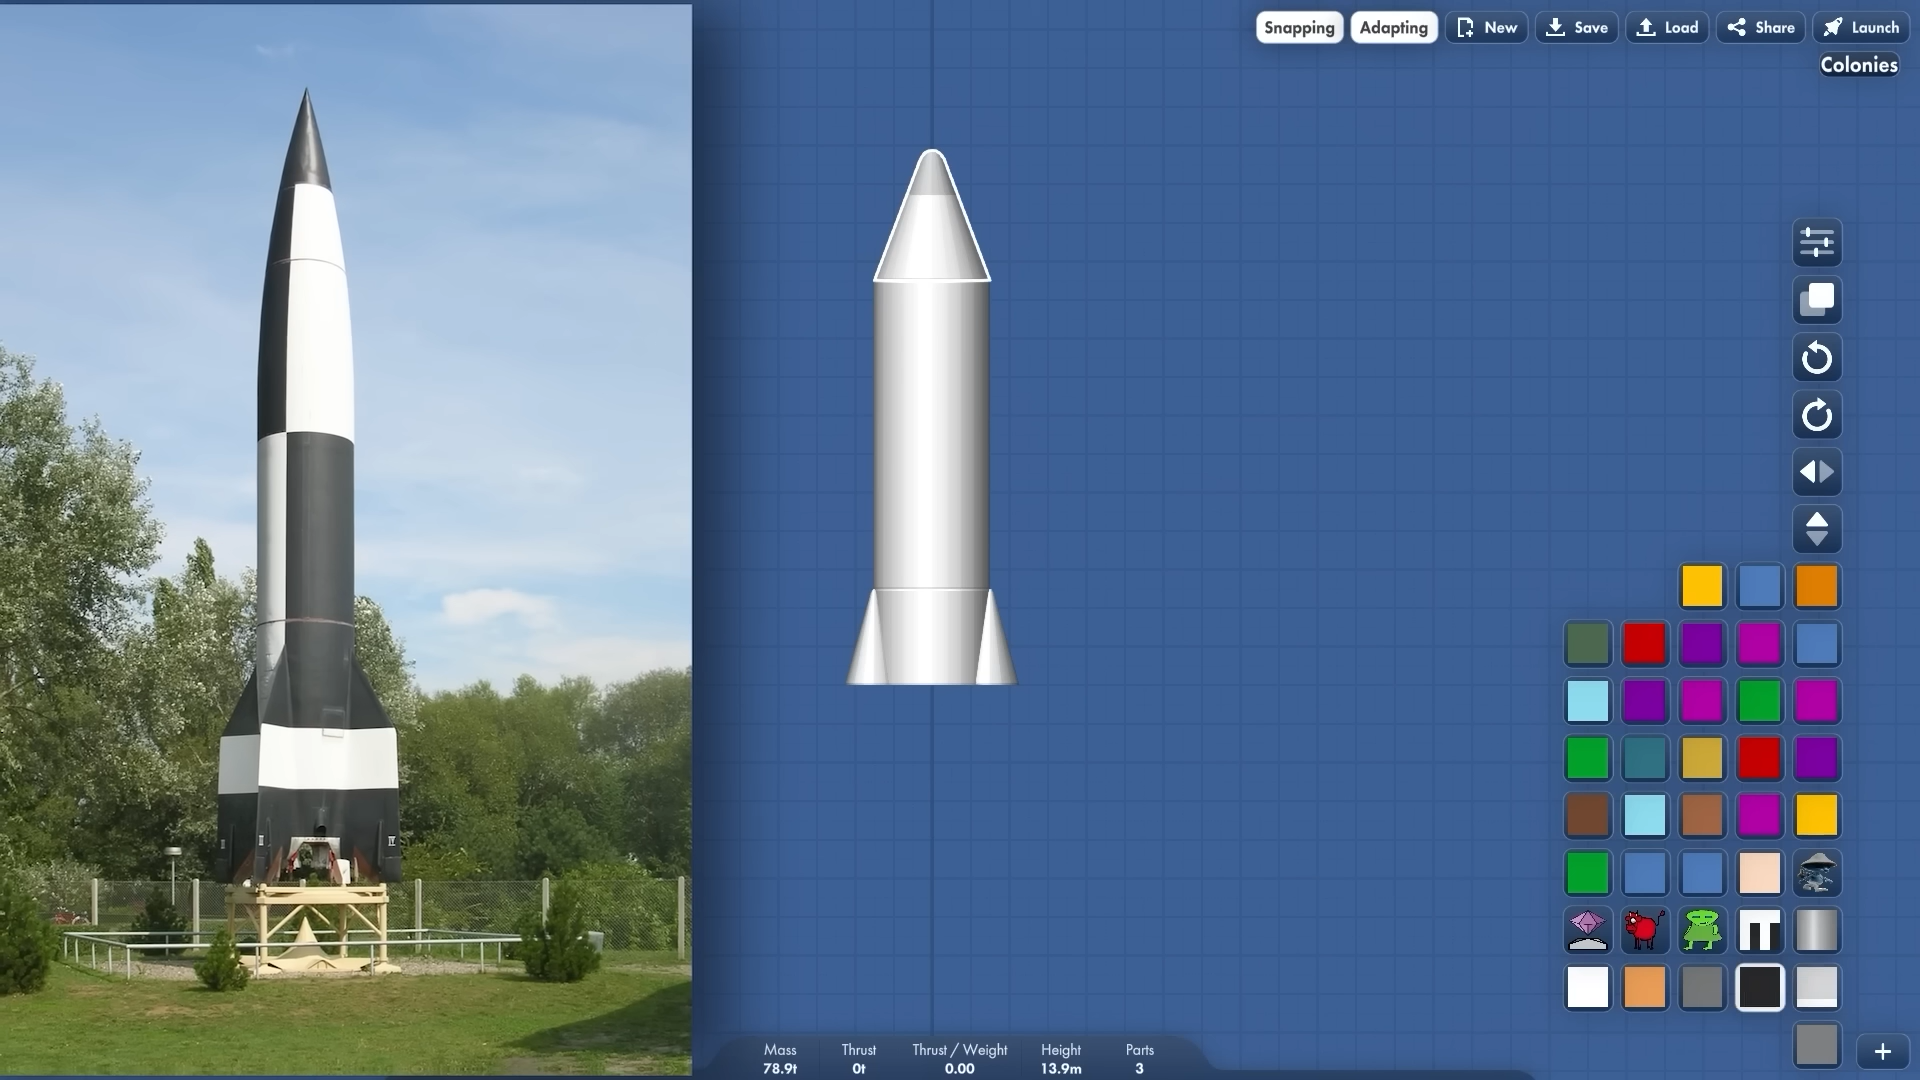 Snapping Adapting New Save Load Share Launch
Colonies
Mass Thrust Thrust / Weight Height Parts
78.9t 0t 0.00 13.9m 3